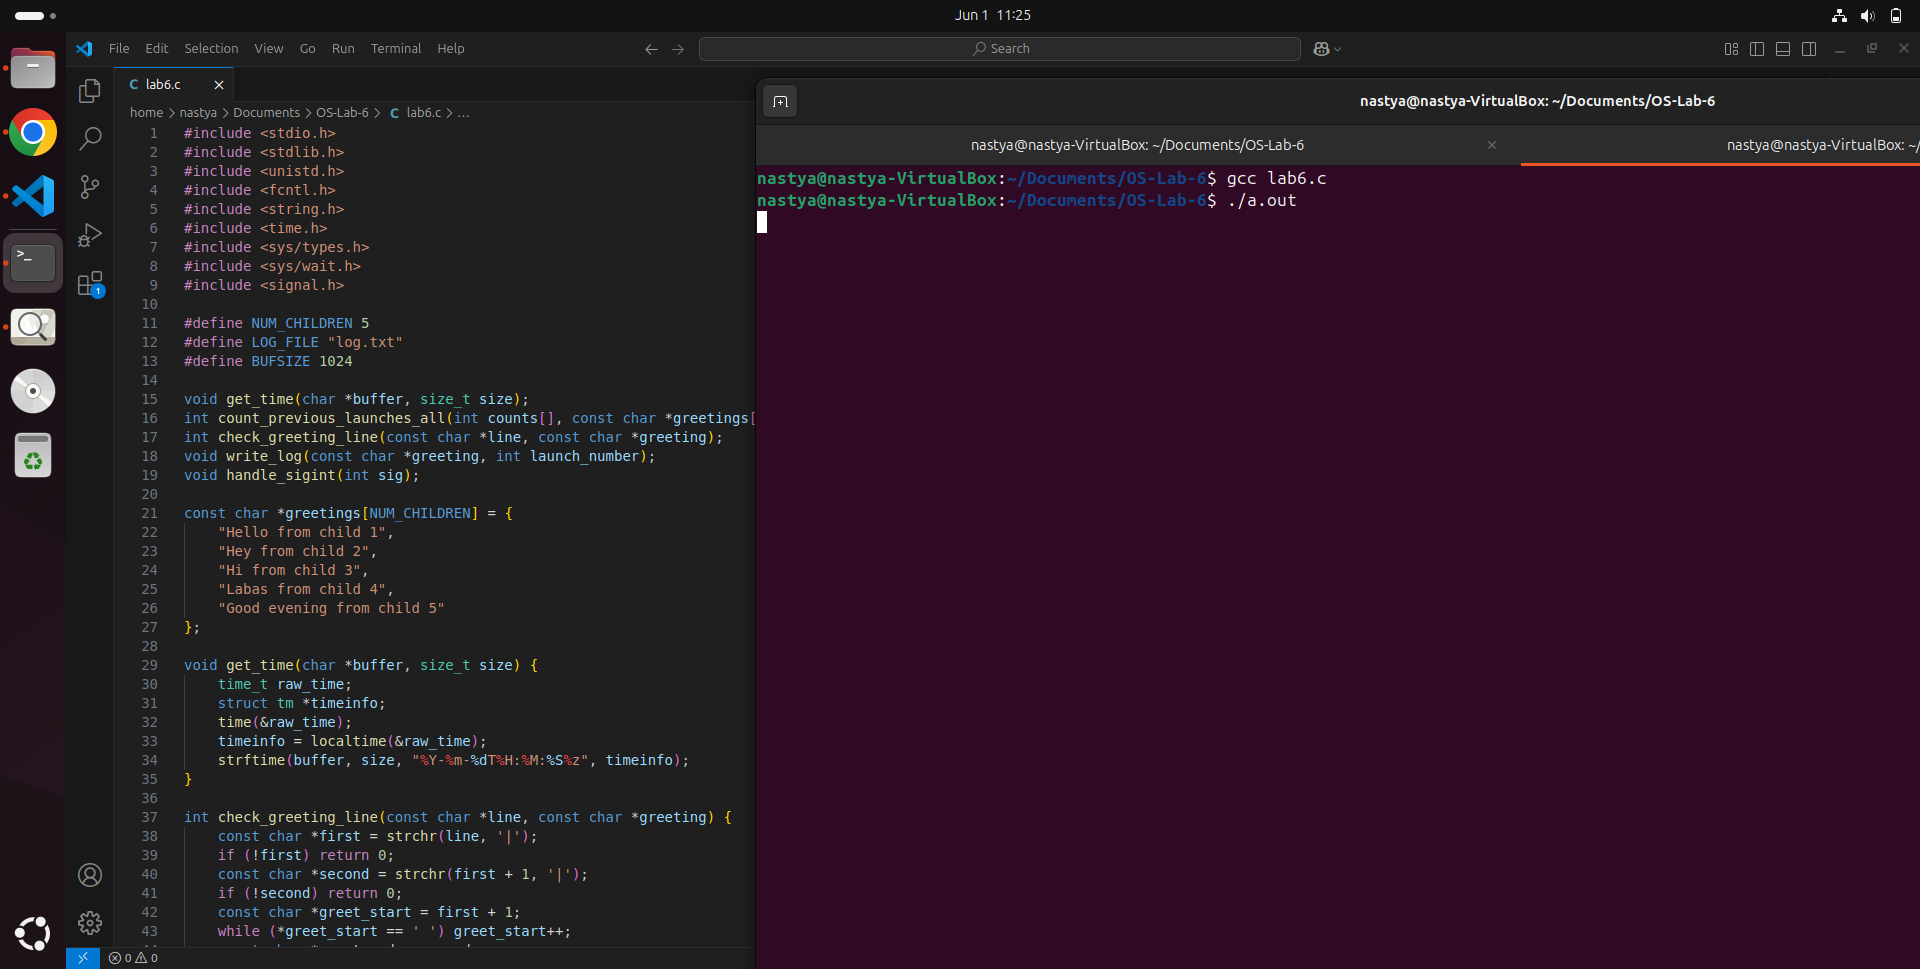 Jun 1 11:25
File Edit Selection View Go Run Terminal Help
Search
lab6.c
home > nastya > Documents > OS-Lab-6 > C lab6.c > ...
1 #include <stdio.h>
2 #include <stdlib.h>
3 #include <unistd.h>
4 #include <fcntl.h>
5 #include <string.h>
6 #include <time.h>
7 #include <sys/types.h>
8 #include <sys/wait.h>
9 #include <signal.h>
10
11 #define NUM_CHILDREN 5
12 #define LOG_FILE "log.txt"
13 #define BUFSIZE 1024
14
15 void get_time(char *buffer, size_t size);
16 int count_previous_launches_all(int counts[], const char *greetings[
17 int check_greeting_line(const char *line, const char *greeting);
18 void write_log(const char *greeting, int launch_number);
19 void handle_sigint(int sig);
20
21 const char *greetings[NUM_CHILDREN] = {
22 "Hello from child 1",
23 "Hey from child 2",
24 "Hi from child 3",
25 "Labas from child 4",
26 "Good evening from child 5"
27 };
28
29 void get_time(char *buffer, size_t size) {
30 time_t raw_time;
31 struct tm *timeinfo;
32 time(&raw_time);
33 timeinfo = localtime(&raw_time);
34 strftime(buffer, size, "%Y-%m-%dT%H:%M:%S%z", timeinfo);
35 }
36
37 int check_greeting_line(const char *line, const char *greeting) {
38 const char *first = strchr(line, '|');
39 if (!first) return 0;
40 const char *second = strchr(first + 1, '|');
41 if (!second) return 0;
42 const char *greet_start = first + 1;
43 while (*greet_start == ' ') greet_start++;
0 0
1
nastya@nastya-VirtualBox: ~/Documents/OS-Lab-6
nastya@nastya-VirtualBox: ~/Documents/OS-Lab-6
nastya@nastya-VirtualBox: ~/
nastya@nastya-VirtualBox:~/Documents/OS-Lab-6$ gcc lab6.c
nastya@nastya-VirtualBox:~/Documents/OS-Lab-6$ ./a.out